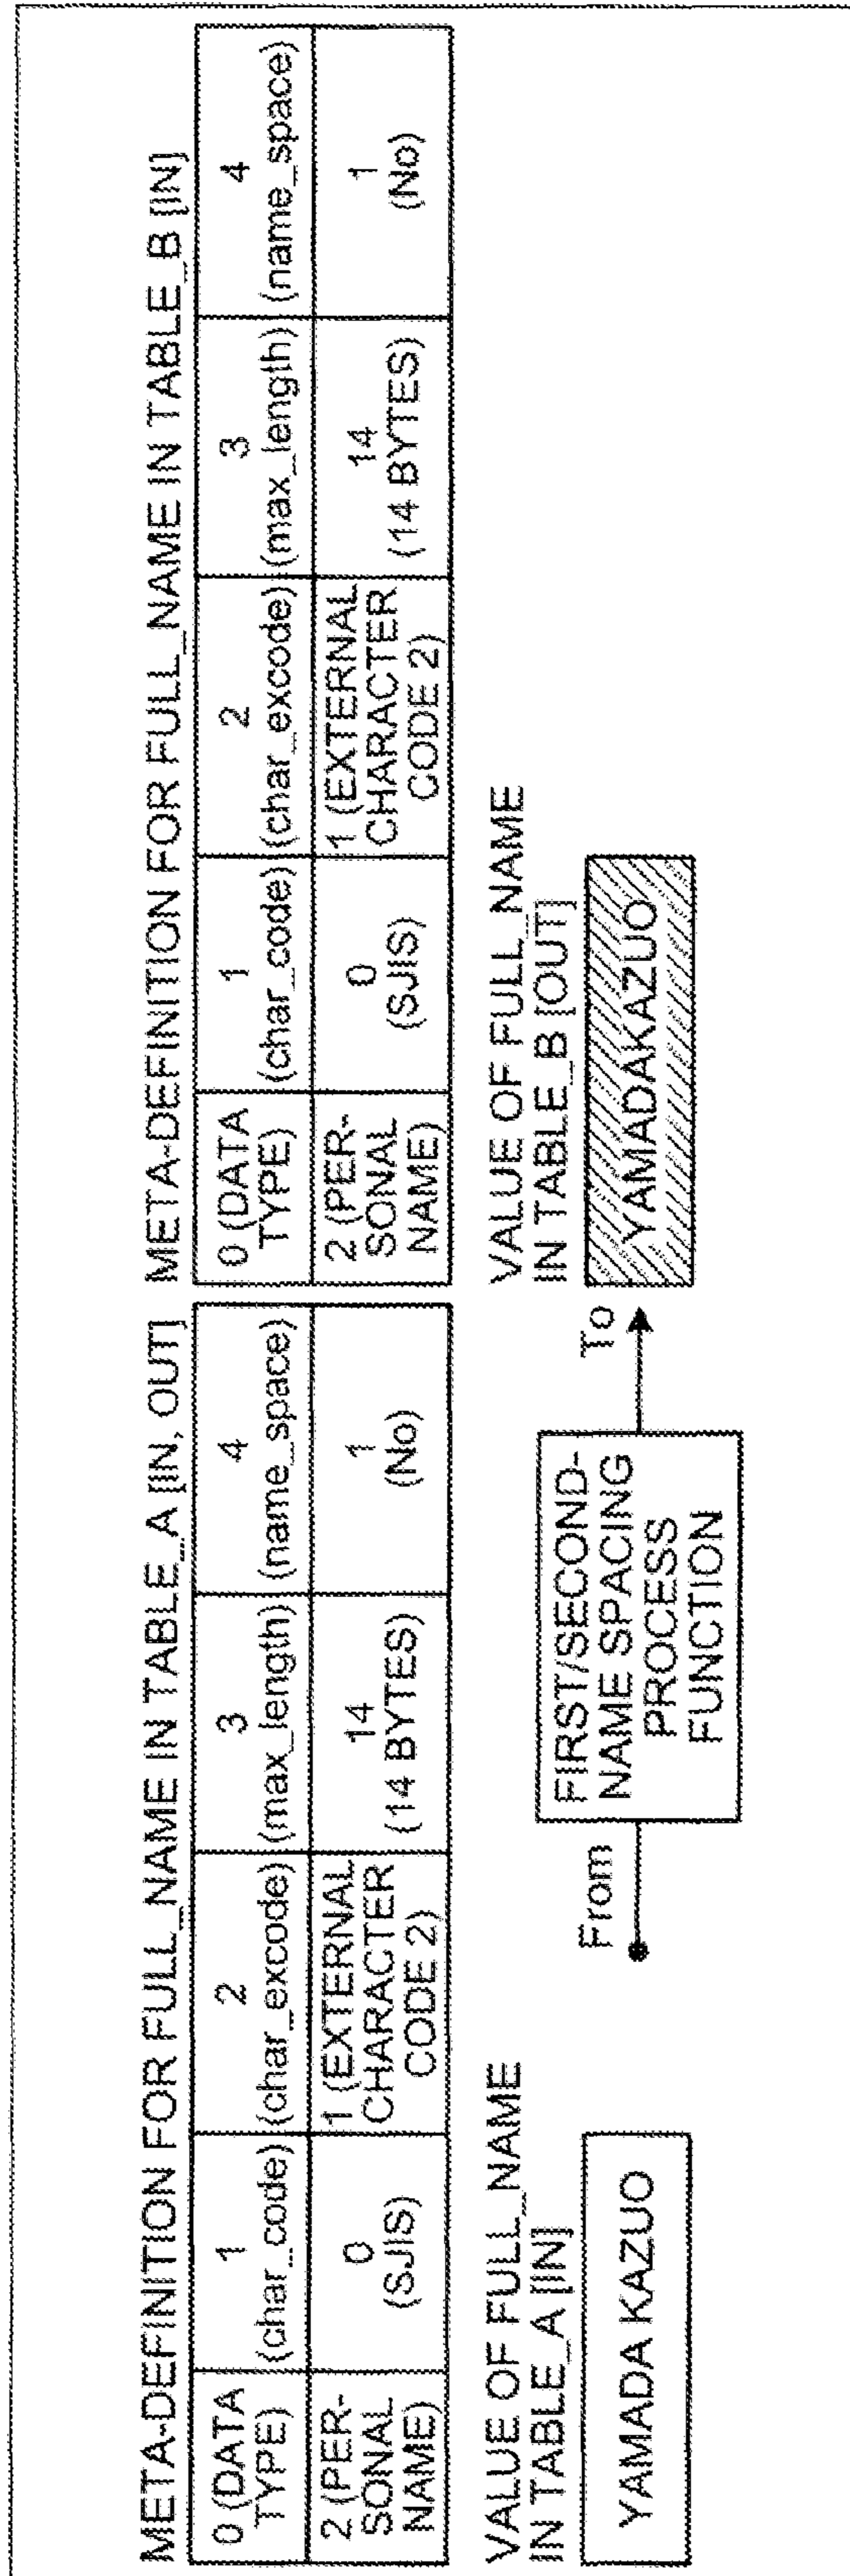 META-DEFINITION FOR FULL_NAME IN TABLE_A [IN, OUT]
0 (DATA
TYPE)
1
(char_code)
2
(char_excode)
3
(max_length)
4
(name_space)
2 (PER-
SONAL
NAME)
0
(SJIS)
1 (EXTERNAL
CHARACTER
CODE 2)
14
(14 BYTES)
1
(No)
META-DEFINITION FOR FULL_NAME IN TABLE_B [IN]
0 (DATA
TYPE)
1
(char_code)
2
(char_excode)
3
(max_length)
4
(name_space)
2 (PER-
SONAL
NAME)
0
(SJIS)
1 (EXTERNAL
CHARACTER
CODE 2)
14
(14 BYTES)
1
(No)
VALUE OF FULL_NAME
IN TABLE_A [IN]
YAMADA KAZUO
From
FIRST/SECOND-
NAME SPACING
PROCESS
FUNCTION
To
VALUE OF FULL_NAME
IN TABLE_B [OUT]
YAMADAKAZUO